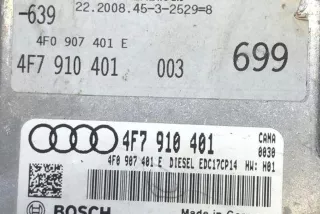 -639
22.2008.45-3-2529=8
4F0 907 401 E
4F7 910 401 003 699
4F7 910 401 CAMA
0030
4F0 907 401 E DIESEL EDC17CP14 HW: H01
BOSCH